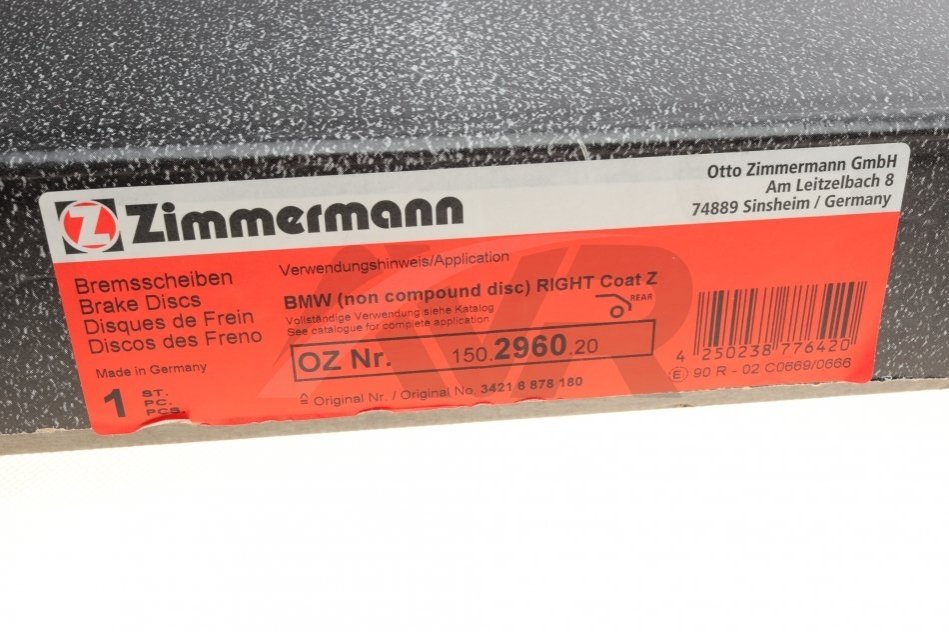 Z Zimmermann
Otto Zimmermann GmbH
Am Leitzelbach 8
74889 Sinsheim / Germany
Bremsscheiben
Brake Discs
Disques de Frein
Discos des Freno
Made in Germany
1 ST.
PC.
PCS.
Verwendungshinweis/Application
BMW (non compound disc) RIGHT Coat Z
Vollständige Verwendung siehe Katalog
See catalogue for complete application
REAR
OZ Nr. 150.2960.20
≙ Original Nr. / Original No. 3421 6 878 180
4 250238 776420
E 90 R - 02 C0669/0666
XVR